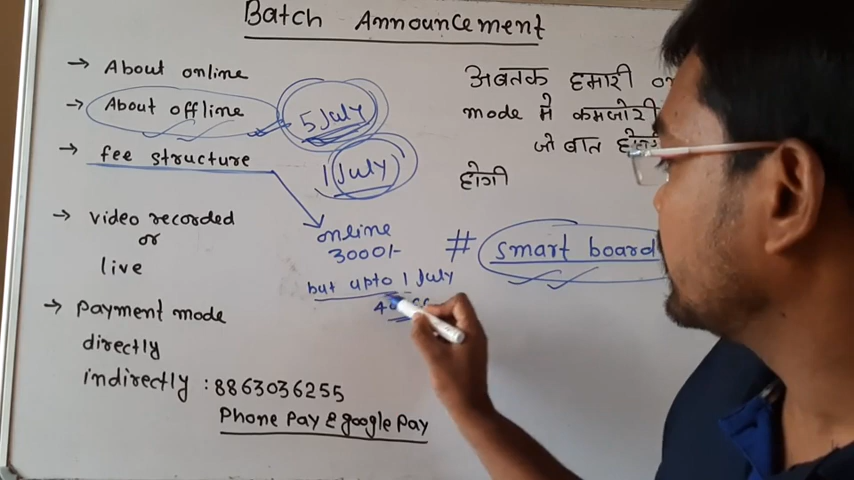 Batch Announcement
→ About online
→ About offline
5 July
→ fee structure
1 July
→ video recorded
or
live
→ Payment mode
directly
indirectly : 8863036255
Phone Pay & google Pay
online
3000/-
but upto 1 July
अबतक हमारी
mode मे कमजोरी
जो बात
होगी
# smart board